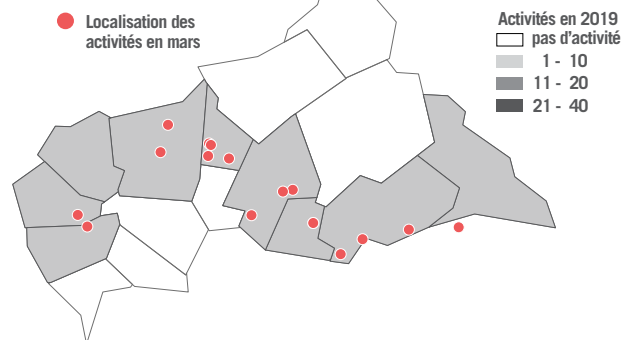 Localisation des
activités en mars
Activités en 2019
pas d'activité
1 - 10
11 - 20
21 - 40